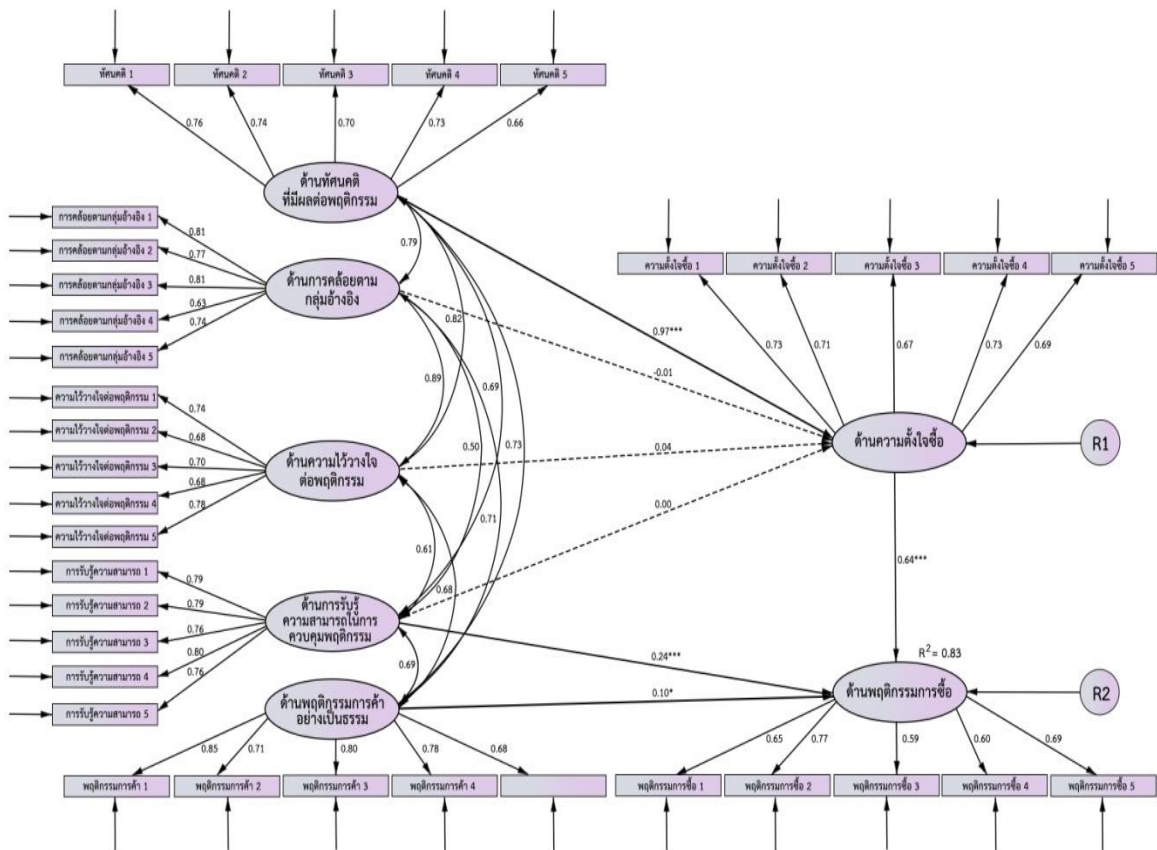 ทัศนคติ 1 ทัศนคติ 2 ทัศนคติ 3 ทัศนคติ 4 ทัศนคติ 5
0.76 0.74 0.70 0.73 0.66
ด้านทัศนคติ
ที่มีผลต่อพฤติกรรม
การคล้อยตามกลุ่มอ้างอิง 1
การคล้อยตามกลุ่มอ้างอิง 2
การคล้อยตามกลุ่มอ้างอิง 3
การคล้อยตามกลุ่มอ้างอิง 4
การคล้อยตามกลุ่มอ้างอิง 5
0.81
0.77
0.81
0.63
0.74
ด้านการคล้อยตาม
กลุ่มอ้างอิง
ความไว้วางใจต่อพฤติกรรม 1
ความไว้วางใจต่อพฤติกรรม 2
ความไว้วางใจต่อพฤติกรรม 3
ความไว้วางใจต่อพฤติกรรม 4
ความไว้วางใจต่อพฤติกรรม 5
0.74
0.68
0.70
0.68
0.78
ด้านความไว้วางใจ
ต่อพฤติกรรม
การรับรู้ความสามารถ 1
การรับรู้ความสามารถ 2
การรับรู้ความสามารถ 3
การรับรู้ความสามารถ 4
การรับรู้ความสามารถ 5
0.79
0.79
0.76
0.80
0.76
ด้านการรับรู้
ความสามารถในการ
ควบคุมพฤติกรรม
ด้านพฤติกรรมการค้า
อย่างเป็นธรรม
0.85 0.71 0.80 0.78 0.68
พฤติกรรมการค้า 1 พฤติกรรมการค้า 2 พฤติกรรมการค้า 3 พฤติกรรมการค้า 4
0.79
0.82
0.89
0.69
0.50
0.73
0.71
0.61
0.68
0.69
0.97***
-0.01
0.04
0.00
0.24***
0.10*
ความตั้งใจซื้อ 1 ความตั้งใจซื้อ 2 ความตั้งใจซื้อ 3 ความตั้งใจซื้อ 4 ความตั้งใจซื้อ 5
0.73 0.71 0.67 0.73 0.69
ด้านความตั้งใจซื้อ
R1
0.64***
R² = 0.83
ด้านพฤติกรรมการซื้อ
R2
0.65 0.77 0.59 0.60 0.69
พฤติกรรมการซื้อ 1 พฤติกรรมการซื้อ 2 พฤติกรรมการซื้อ 3 พฤติกรรมการซื้อ 4 พฤติกรรมการซื้อ 5